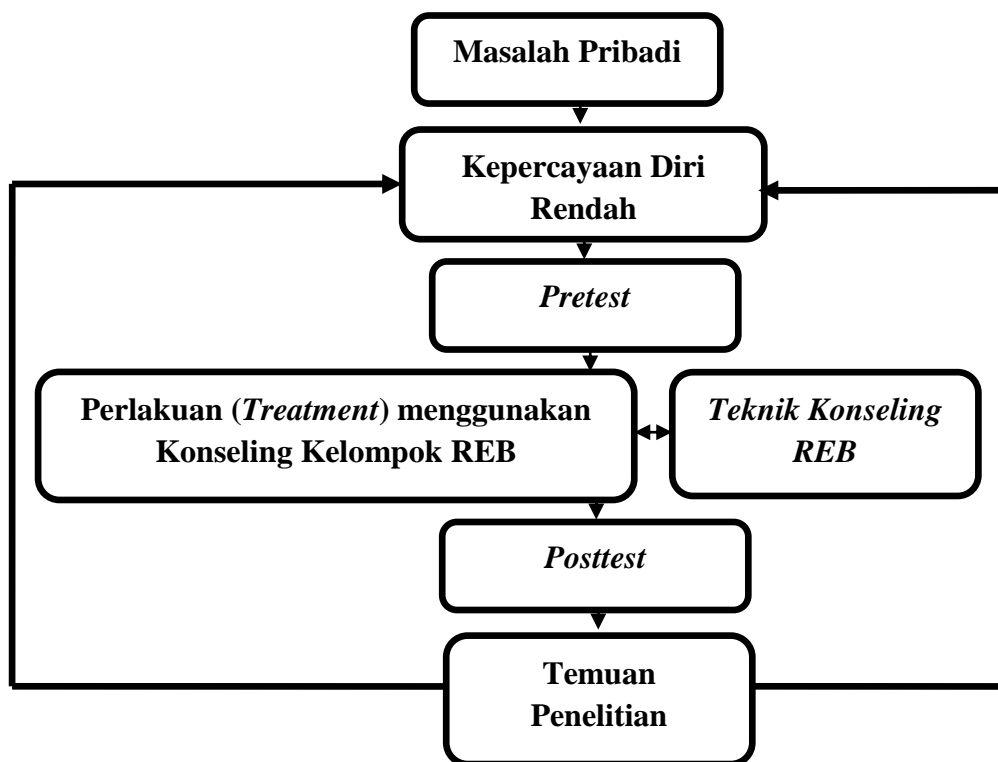 Masalah Pribadi
Kepercayaan Diri
Rendah
Pretest
Perlakuan (Treatment) menggunakan
Konseling Kelompok REB
Teknik Konseling
REB
Posttest
Temuan
Penelitian